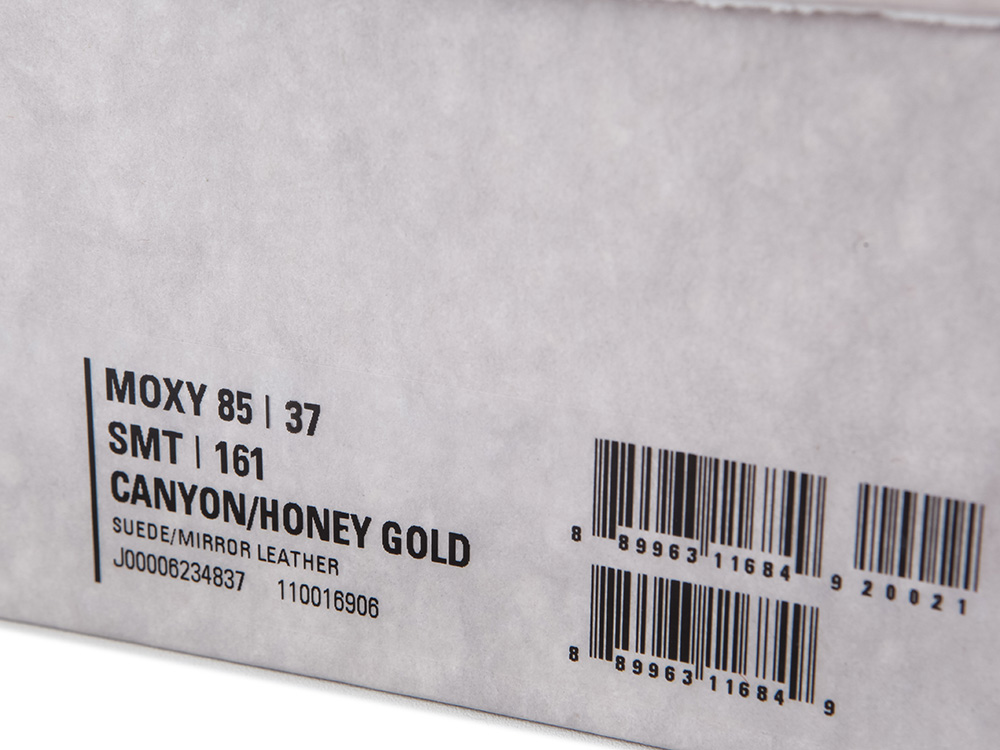 MOXY 85 | 37
SMT | 161
CANYON/HONEY GOLD
SUEDE/MIRROR LEATHER
J00006234837 110016906
8 89963 11684 9 20021
8 89963 11684 9